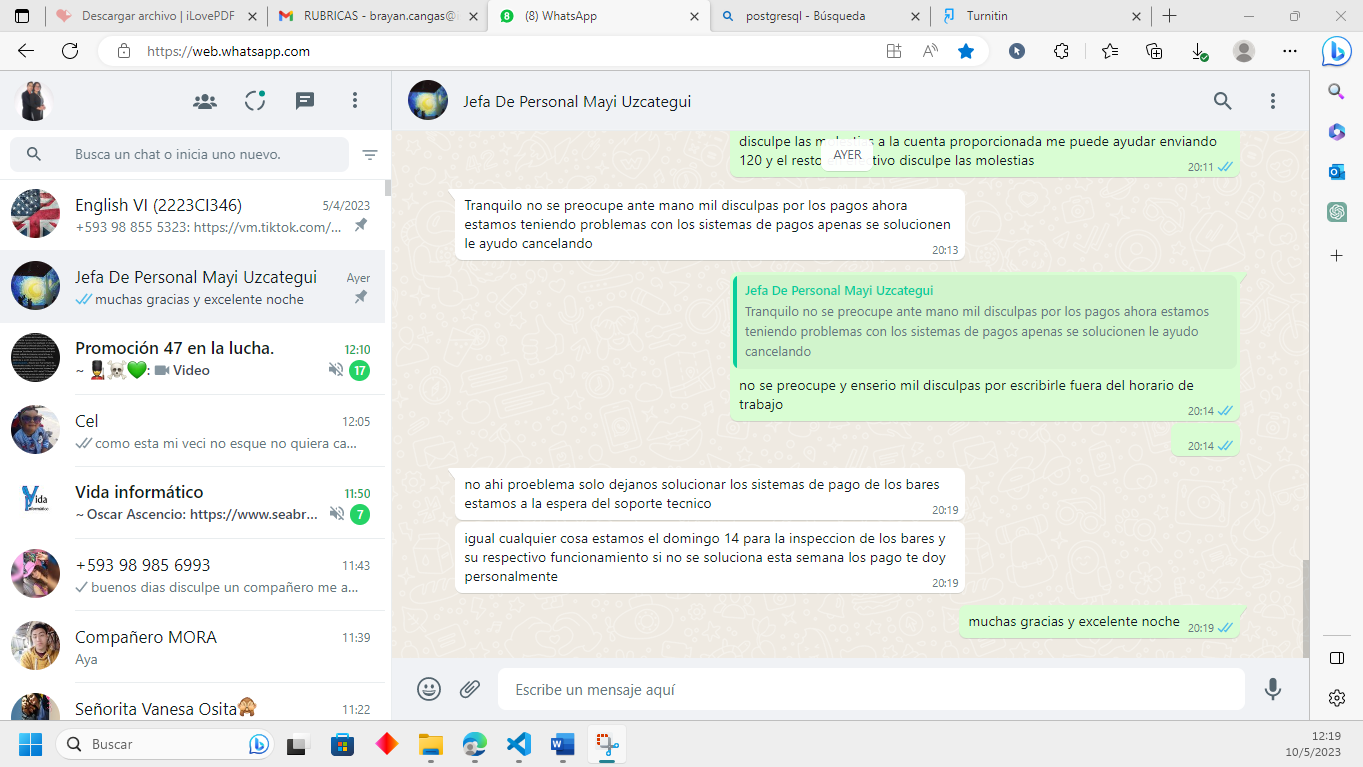 Descargar archivo | iLovePDF
RUBRICAS - brayan.cangas@
(8) WhatsApp
postgresql - Búsqueda
Turnitin
https://web.whatsapp.com
Busca un chat o inicia uno nuevo.
English VI (2223CI346)
5/4/2023
+593 98 855 5323: https://vm.tiktok.com/...
Jefa De Personal Mayi Uzcategui
Ayer
muchas gracias y excelente noche
Promoción 47 en la lucha.
12:10
~ 💂🏿☠💚: Video
17
Cel
12:05
como esta mi veci no esque no quiera ca...
Vida informático
11:50
~ Oscar Ascencio: https://www.seabr...
7
+593 98 985 6993
11:43
buenos dias disculpe un compañero me a...
Compañero MORA
11:39
Aya
Señorita Vanesa Osita🙈
11:22
Jefa De Personal Mayi Uzcategui
AYER
disculpe las a la cuenta proporcionada me puede ayudar enviando
120 y el resto disculpe las molestias
20:11
Tranquilo no se preocupe ante mano mil disculpas por los pagos ahora
estamos teniendo problemas con los sistemas de pagos apenas se solucionen
le ayudo cancelando
20:13
Jefa De Personal Mayi Uzcategui
Tranquilo no se preocupe ante mano mil disculpas por los pagos ahora estamos
teniendo problemas con los sistemas de pagos apenas se solucionen le ayudo
cancelando
no se preocupe y enserio mil disculpas por escribirle fuera del horario de
trabajo
20:14
20:14
no ahi proeblema solo dejanos solucionar los sistemas de pago de los bares
estamos a la espera del soporte tecnico
20:19
igual cualquier cosa estamos el domingo 14 para la inspeccion de los bares y
su respectivo funcionamiento si no se soluciona esta semana los pago te doy
personalmente
20:19
muchas gracias y excelente noche
20:19
Escribe un mensaje aquí
Buscar
12:19
10/5/2023